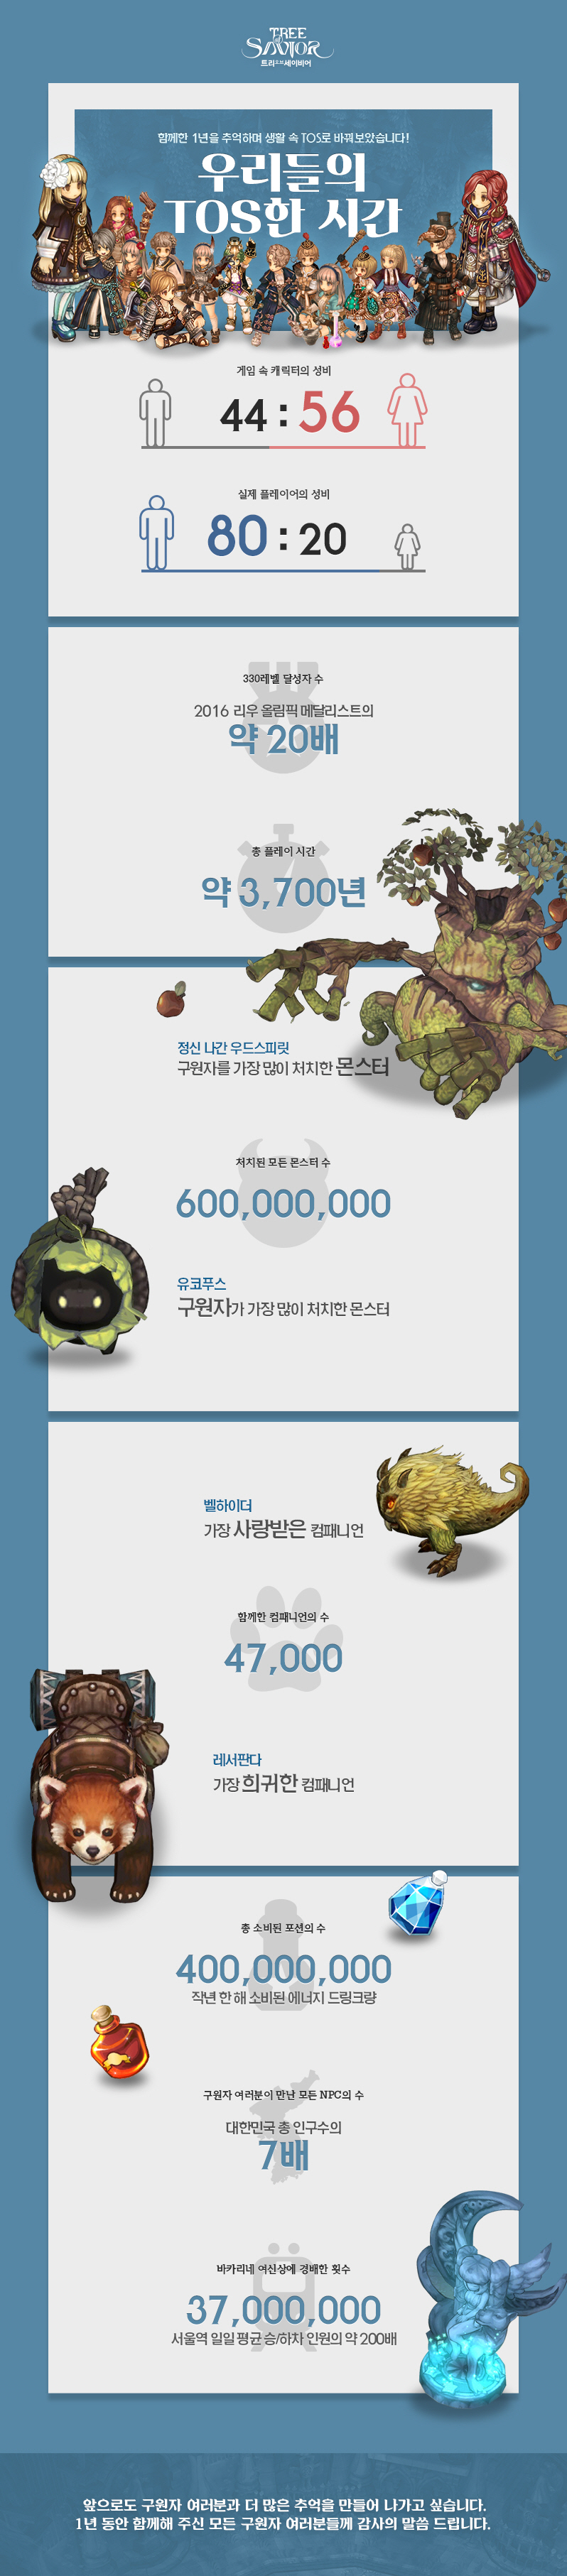 TREE
OF
SAVIOR
트리오브세이비어
함께한 1년을 추억하며 생활 속 TOS로 바꿔보았습니다!
우리들의
TOS한 시간
게임 속 캐릭터의 성비
44 : 56
실제 플레이어의 성비
80 : 20
330레벨 달성자 수
2016 리우 올림픽 메달리스트의
약 20배
총 플레이 시간
약 3,700년
정신 나간 우드스피릿
구원자를 가장 많이 처치한 몬스터
처치된 모든 몬스터 수
600,000,000
유코푸스
구원자가 가장 많이 처치한 몬스터
벨하이더
가장 사랑받은 컴패니언
함께한 컴패니언의 수
47,000
레서판다
가장 희귀한 컴패니언
총 소비된 포션의 수
400,000,000
작년 한 해 소비된 에너지 드링크량
구원자 여러분이 만난 모든 NPC의 수
대한민국 총 인구수의
7배
바카리네 여신상에 경배한 횟수
37,000,000
서울역 일일 평균 승/하차 인원의 약 200배
앞으로도 구원자 여러분과 더 많은 추억을 만들어 나가고 싶습니다.
1년 동안 함께해 주신 모든 구원자 여러분들께 감사의 말씀 드립니다.